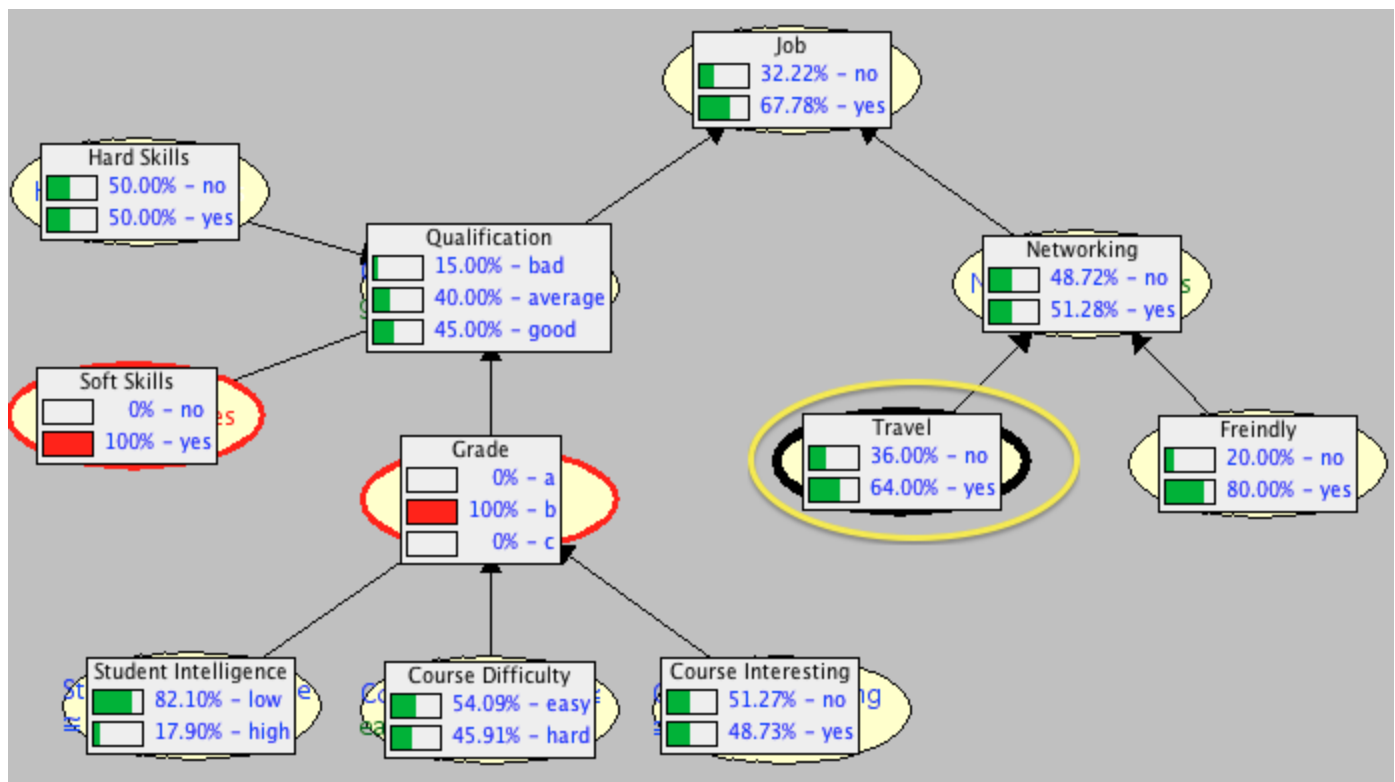 Job
32.22% - no
67.78% - yes
Hard Skills
50.00% - no
50.00% - yes
Qualification
15.00% - bad
40.00% - average
45.00% - good
Networking
48.72% - no
51.28% - yes
Soft Skills
0% - no
100% - yes
Grade
0% - a
100% - b
0% - c
Travel
36.00% - no
64.00% - yes
Freindly
20.00% - no
80.00% - yes
Student Intelligence
82.10% - low
17.90% - high
Course Difficulty
54.09% - easy
45.91% - hard
Course Interesting
51.27% - no
48.73% - yes